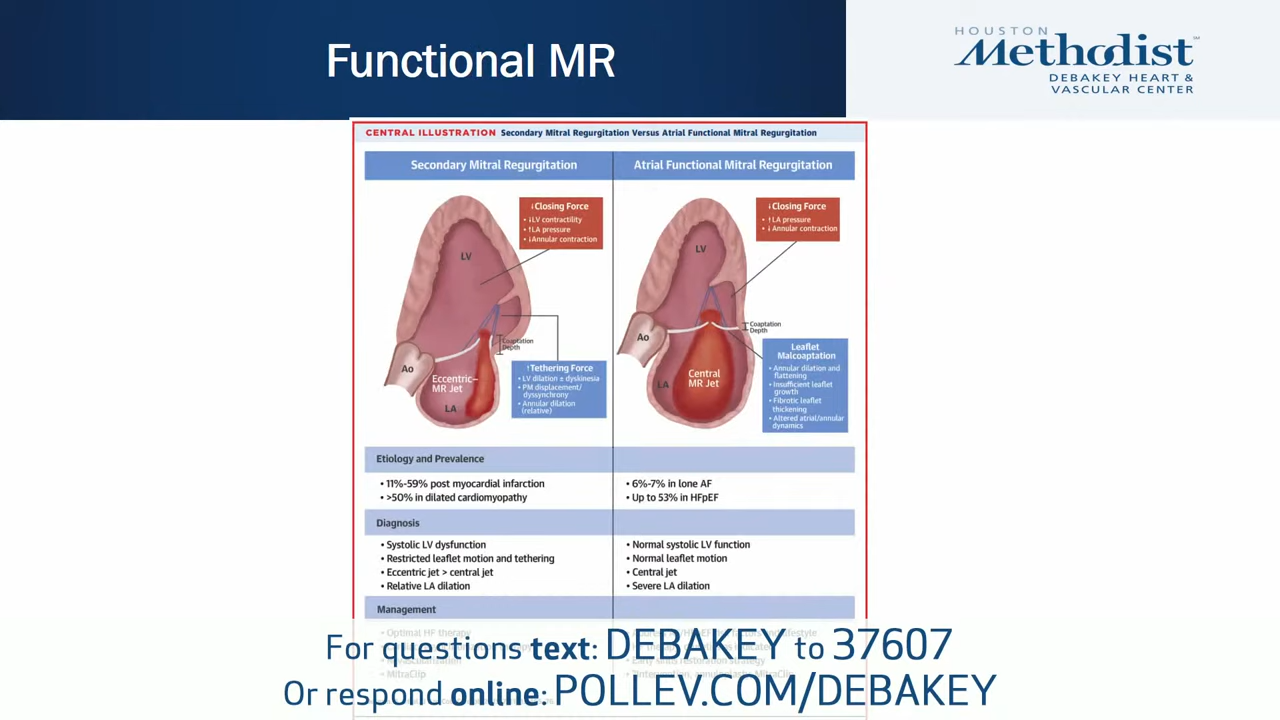 Functional MR
HOUSTON
Methodist
DEBAKEY HEART &
VASCULAR CENTER
CENTRAL ILLUSTRATION Secondary Mitral Regurgitation Versus Atrial Functional Mitral Regurgitation
Secondary Mitral Regurgitation
↓Closing Force
• ↓LV contractility
• ↑LA pressure
• ↓Annular contraction
LV
Coaptation
Depth
Ao
Eccentric
MR Jet
LA
↑Tethering Force
• LV dilation ± dyskinesia
• PM displacement/
dyssynchrony
• Annular dilation
(relative)
Atrial Functional Mitral Regurgitation
↓Closing Force
• ↑LA pressure
• ↓ Annular contraction
LV
Coaptation
Depth
Ao
Central
MR Jet
LA
Leaflet
Malcoaptation
• Annular dilation and
flattening
• Insufficient leaflet
growth
• Fibrotic leaflet
thickening
• Altered atrial/annular
dynamics
Etiology and Prevalence
• 11%-59% post myocardial infarction
• >50% in dilated cardiomyopathy
• 6%-7% in lone AF
• Up to 53% in HFpEF
Diagnosis
• Systolic LV dysfunction
• Restricted leaflet motion and tethering
• Eccentric jet > central jet
• Relative LA dilation
• Normal systolic LV function
• Normal leaflet motion
• Central jet
• Severe LA dilation
Management
• Optimal HF therapy
• MitraClip
For questions text: DEBAKEY to 37607
Or respond online: POLLEV.COM/DEBAKEY